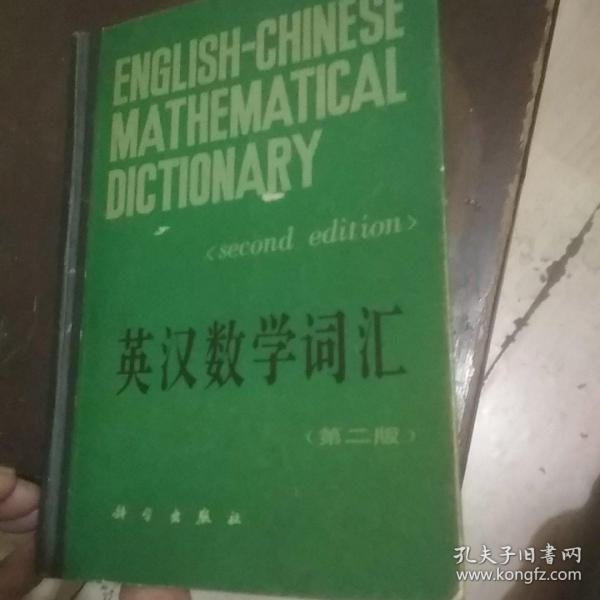 ENGLISH-CHINESE
MATHEMATICAL
DICTIONARY
<second edition>
英汉数学词汇
（第二版）
科学出版社
孔夫子旧书网
www.kongfz.com